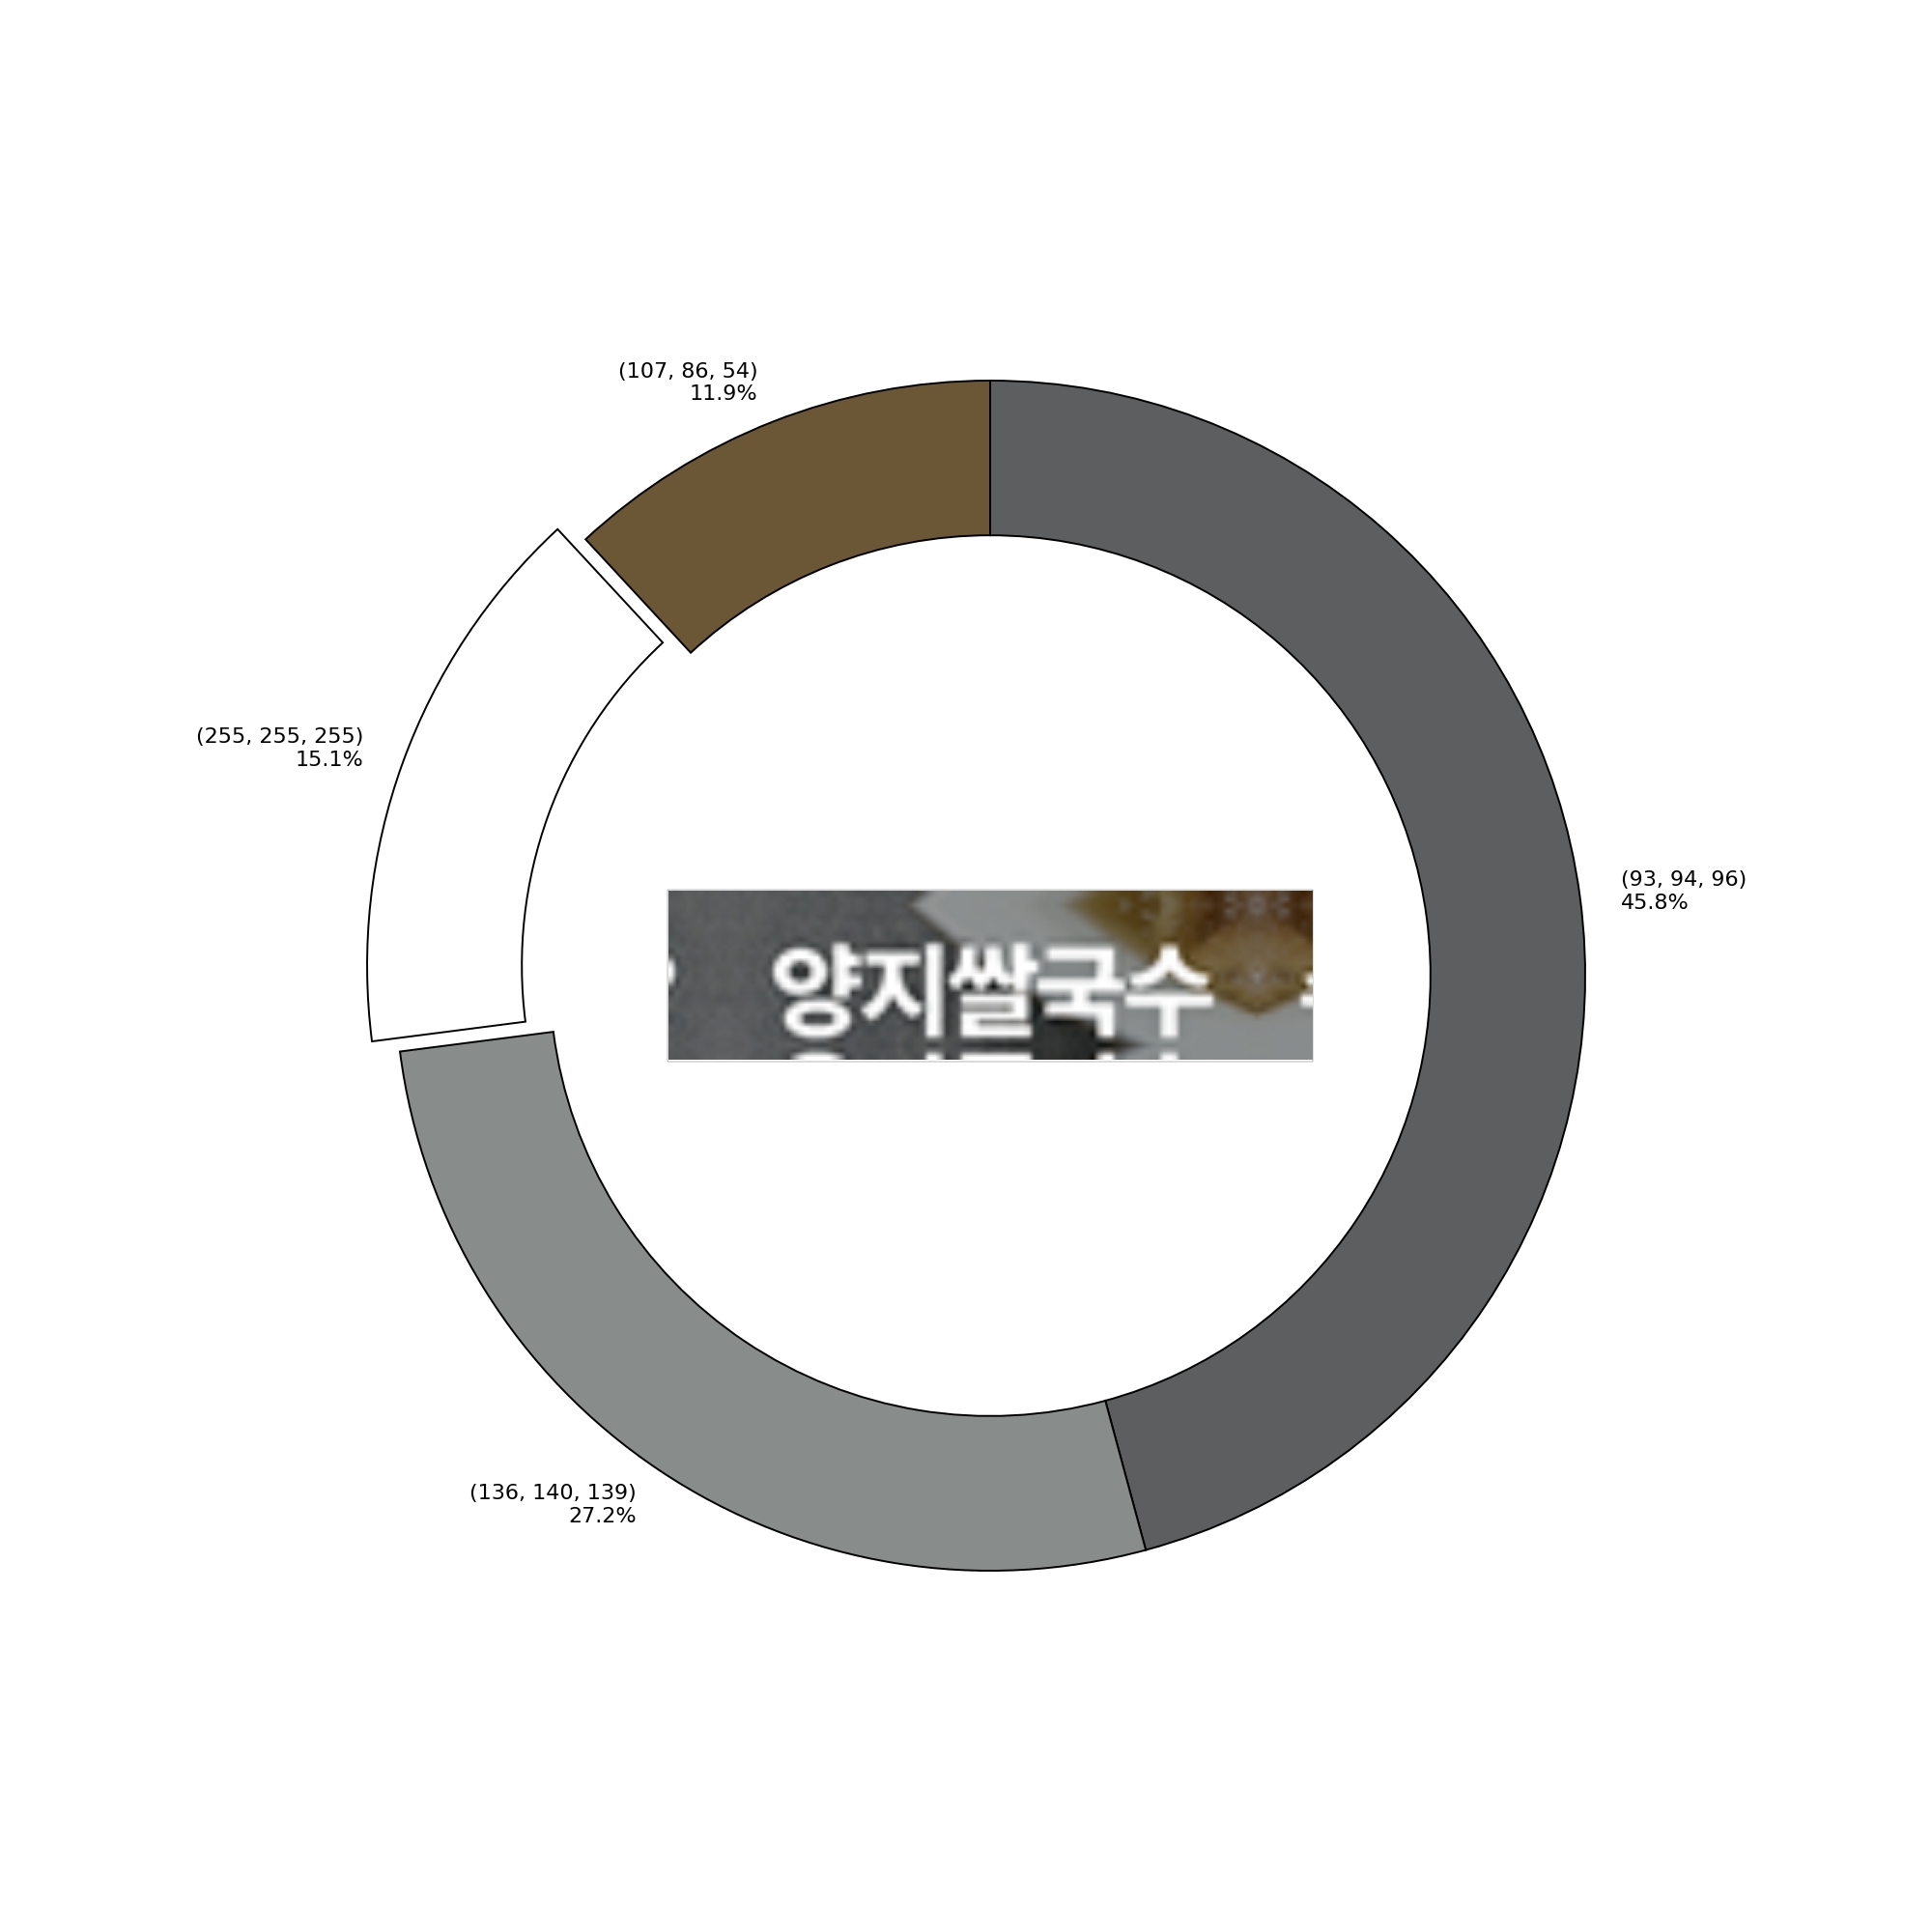 (107, 86, 54)
11.9%
(255, 255, 255)
15.1%
(93, 94, 96)
45.8%
양지쌀국수
(136, 140, 139)
27.2%